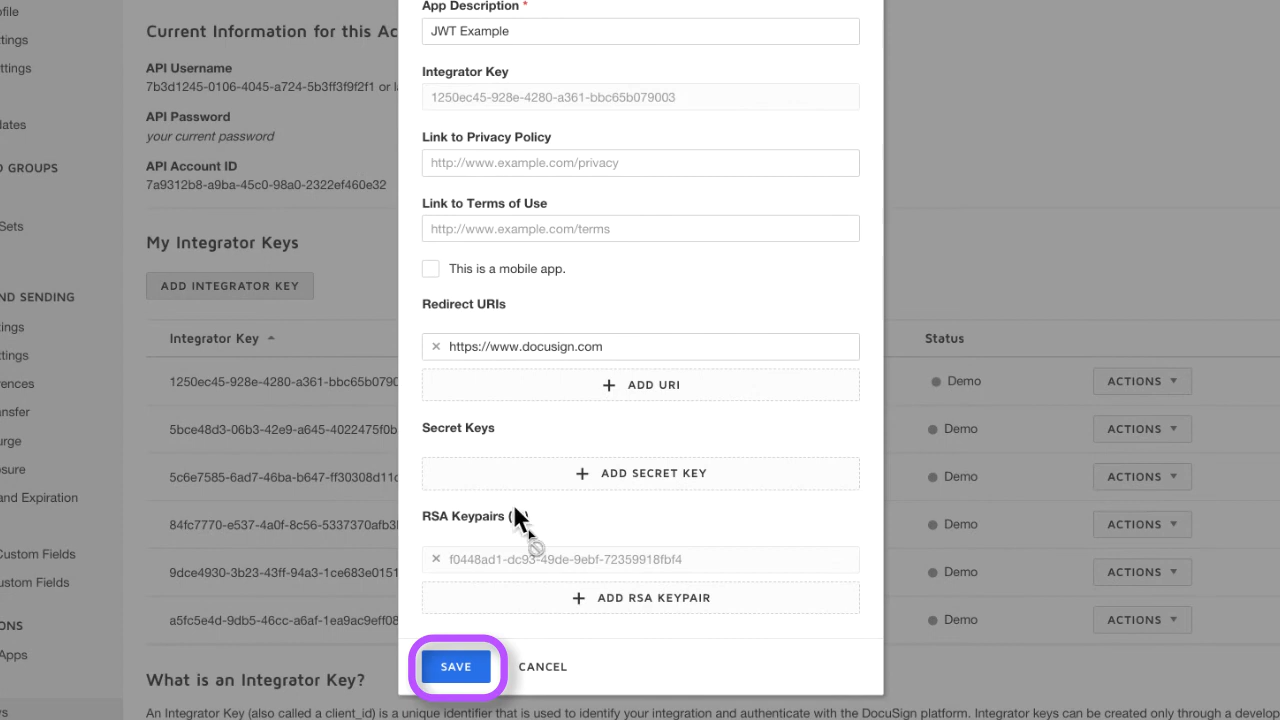 ofile
tings
ttings
lates
D GROUPS
Sets
ND SENDING
tings
ttings
erences
ansfer
urge
osure
and Expiration
Custom Fields
ustom Fields
ONS
Apps
ys
Current Information for this Ac
API Username
7b3d1245-0106-4045-a724-5b3ff3f9f2f1 or
API Password
your current password
API Account ID
7a9312b8-a9ba-45c0-98a0-2322ef460e32
My Integrator Keys
ADD INTEGRATOR KEY
Integrator Key
Status
1250ec45-928e-4280-a361-bbc65b0790
Demo
ACTIONS
5bce48d3-06b3-42e9-a645-4022475f0b
Demo
ACTIONS
5c6e7585-6ad7-46ba-b647-ff30308d11c
Demo
ACTIONS
84fc7770-e537-4a0f-8c56-5337370afb3
Demo
ACTIONS
9dce4930-3b23-43ff-94a3-1ce683e0151
Demo
ACTIONS
a5fc5e4d-9db5-46cc-a6af-1ea9ac9eff08
Demo
ACTIONS
What is an Integrator Key?
An Integrator Key (also called a client_id) is a unique identifier that is used to identify your integration and authenticate with the DocuSign platform. Integrator keys can be created only through a develop
App Description *
JWT Example
Integrator Key
1250ec45-928e-4280-a361-bbc65b079003
Link to Privacy Policy
http://www.example.com/privacy
Link to Terms of Use
http://www.example.com/terms
This is a mobile app.
Redirect URIs
× https://www.docusign.com
+ ADD URI
Secret Keys
+ ADD SECRET KEY
RSA Keypairs (
× f0448ad1-dc93-49de-9ebf-72359918fbf4
+ ADD RSA KEYPAIR
SAVE
CANCEL